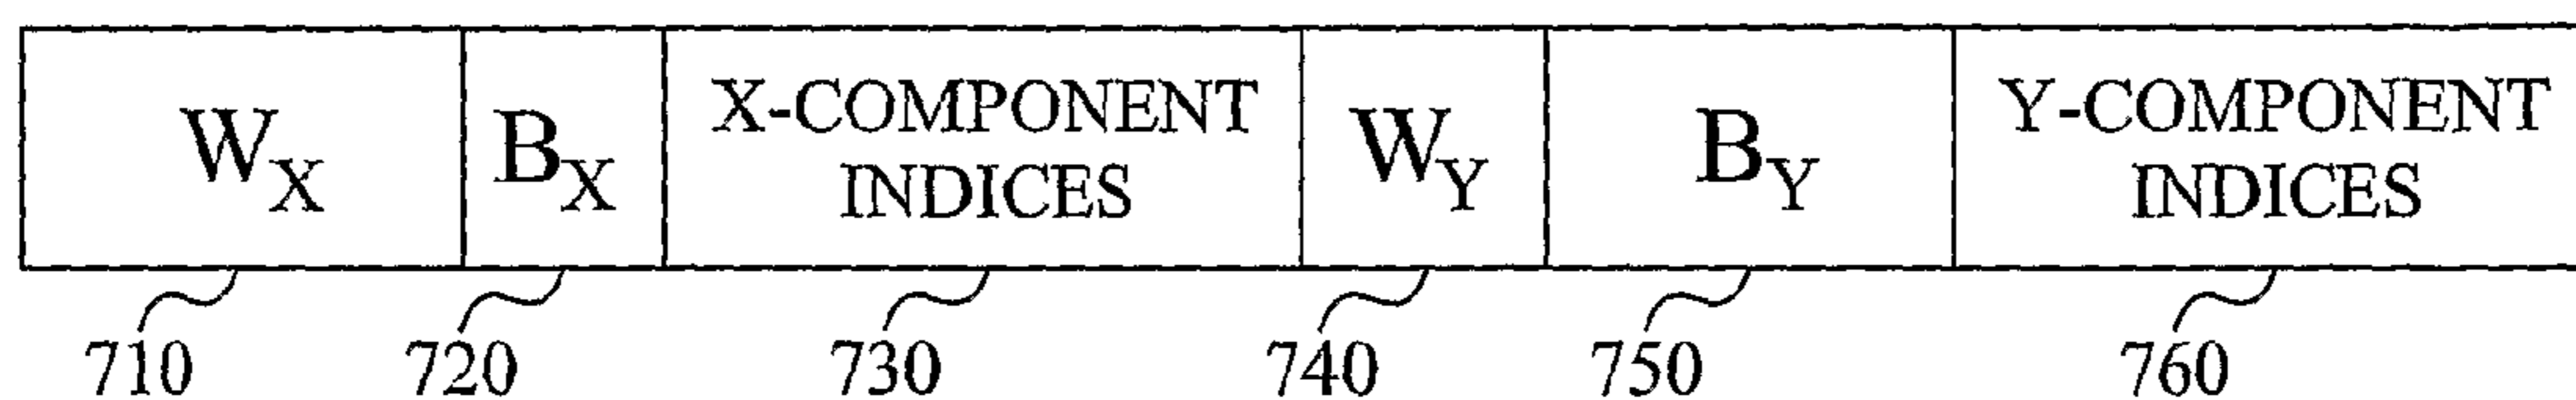 W_X B_X X-COMPONENT INDICES W_Y B_Y Y-COMPONENT INDICES
710 720 730 740 750 760